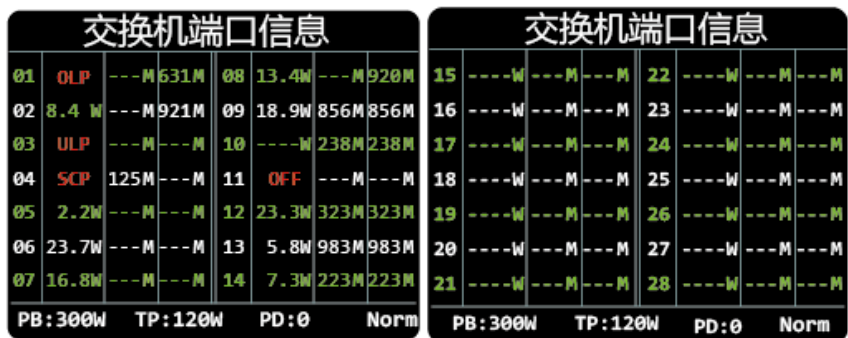 交换机端口信息
01 OLP ---M 631M 08 13.4W ---M 920M
02 8.4 W ---M 921M 09 18.9W 856M 856M
03 ULP ---M ---M 10 ----W 238M 238M
04 SCP 125M ---M 11 OFF ---M ---M
05 2.2W ---M ---M 12 23.3W 323M 323M
06 23.7W ---M ---M 13 5.8W 983M 983M
07 16.8W ---M ---M 14 7.3W 223M 223M
PB:300W TP:120W PD:0 Norm
交换机端口信息
15 ----W ---M ---M 22 ----W ---M ---M
16 ----W ---M ---M 23 ----W ---M ---M
17 ----W ---M ---M 24 ----W ---M ---M
18 ----W ---M ---M 25 ----W ---M ---M
19 ----W ---M ---M 26 ----W ---M ---M
20 ----W ---M ---M 27 ----W ---M ---M
21 ----W ---M ---M 28 ----W ---M ---M
PB:300W TP:120W PD:0 Norm